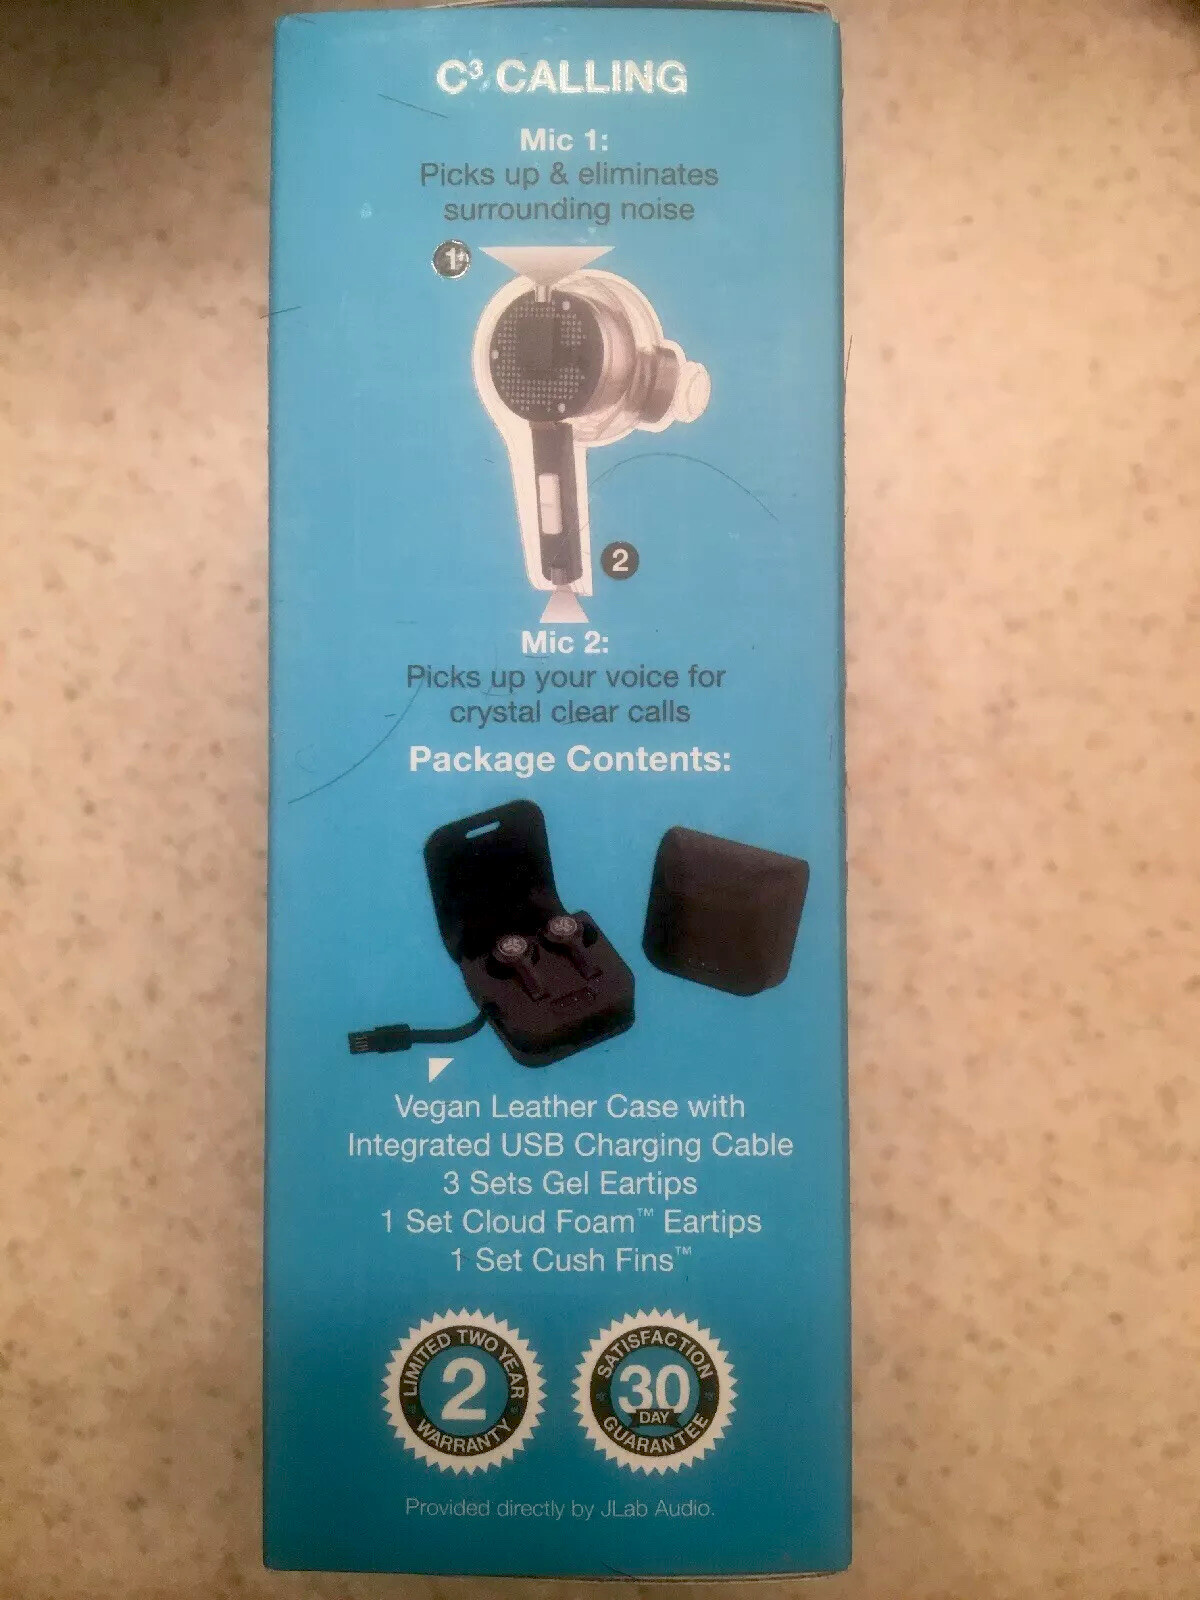 C³ CALLING
Mic 1:
Picks up & eliminates
surrounding noise
1
2
Mic 2:
Picks up your voice for
crystal clear calls
Package Contents:
Vegan Leather Case with
Integrated USB Charging Cable
3 Sets Gel Eartips
1 Set Cloud Foam™ Eartips
1 Set Cush Fins™
LIMITED TWO YEAR
2
WARRANTY
SATISFACTION
30
DAY
GUARANTEE
Provided directly by JLab Audio.